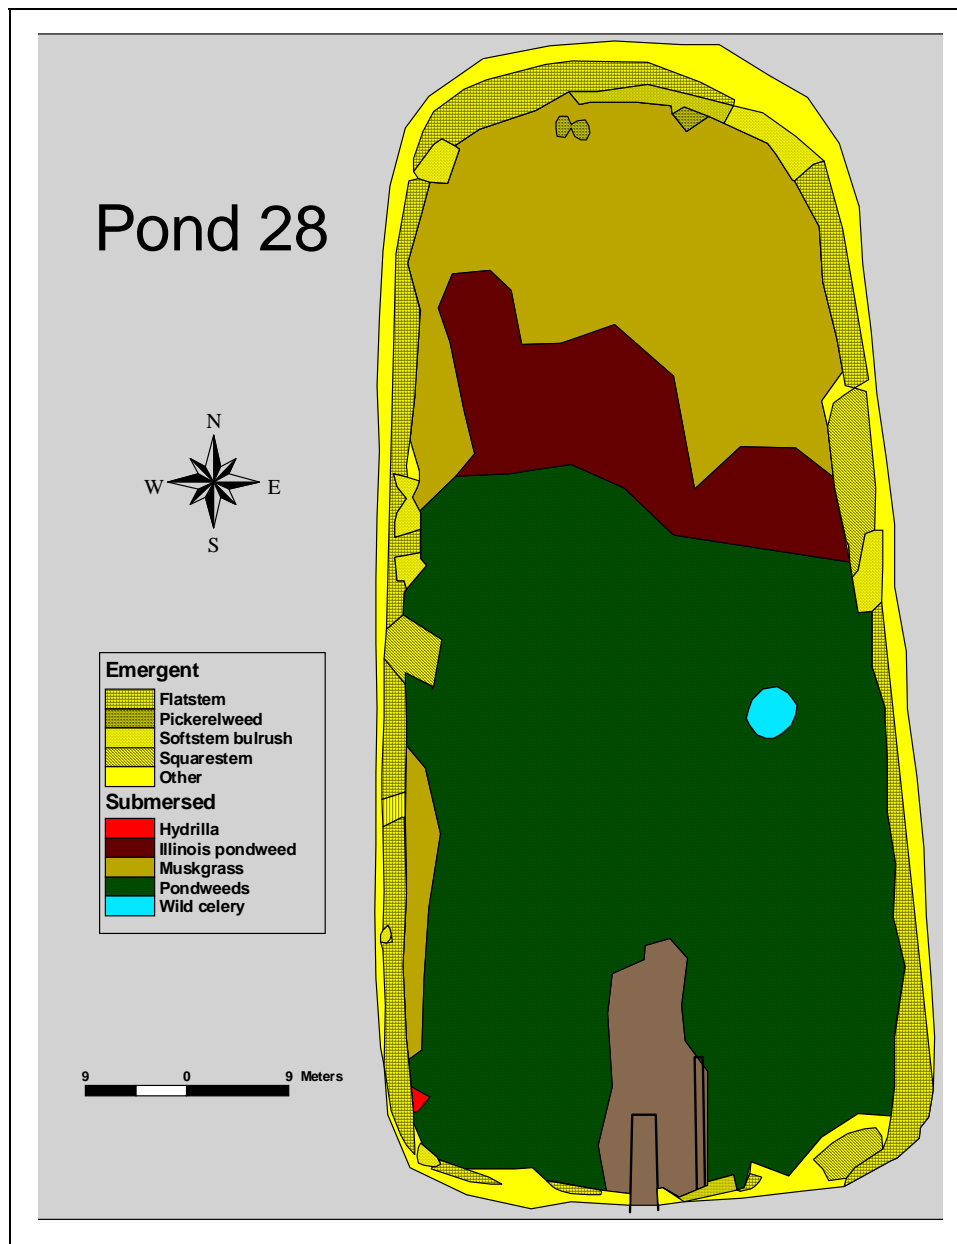 Pond 28
N
W E
S
Emergent
Flatstem
Pickerelweed
Softstem bulrush
Squarestem
Other
Submersed
Hydrilla
Illinois pondweed
Muskgrass
Pondweeds
Wild celery
9 0 9 Meters